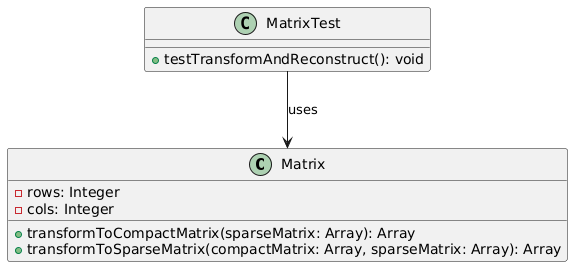 C MatrixTest
testTransformAndReconstruct(): void
uses
C Matrix
rows: Integer
cols: Integer
transformToCompactMatrix(sparseMatrix: Array): Array
transformToSparseMatrix(compactMatrix: Array, sparseMatrix: Array): Array